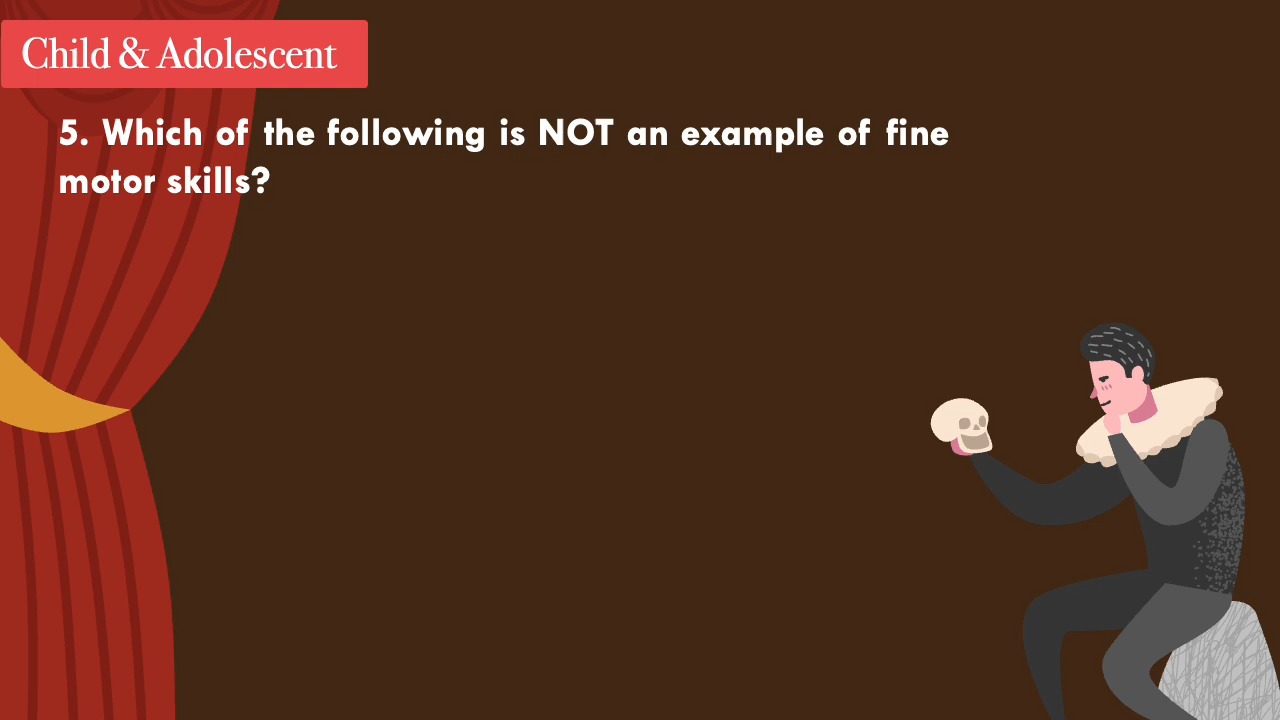 Child & Adolescent
5. Which of the following is NOT an example of fine
motor skills?